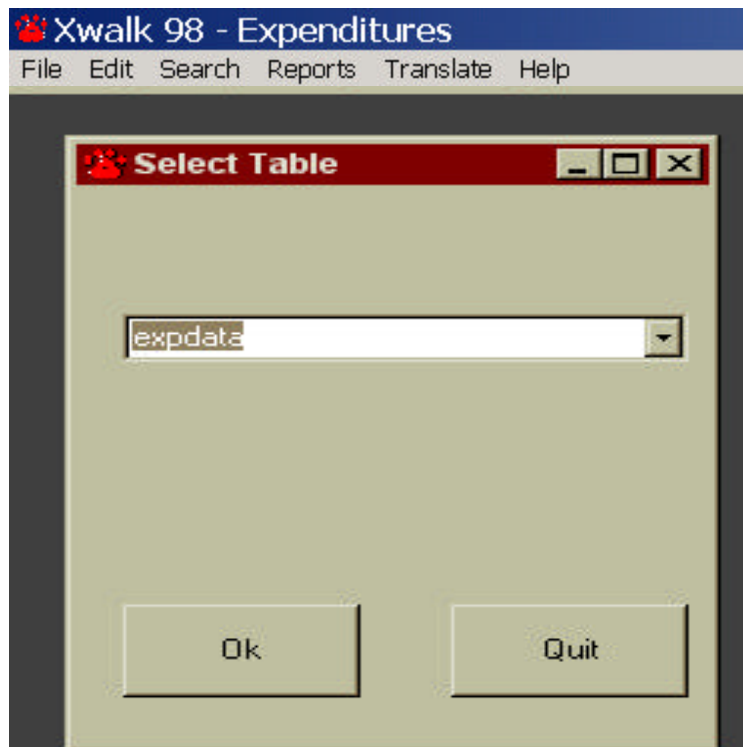 Xwalk 98 - Expenditures
File Edit Search Reports Translate Help
Select Table
expdata
Ok Quit